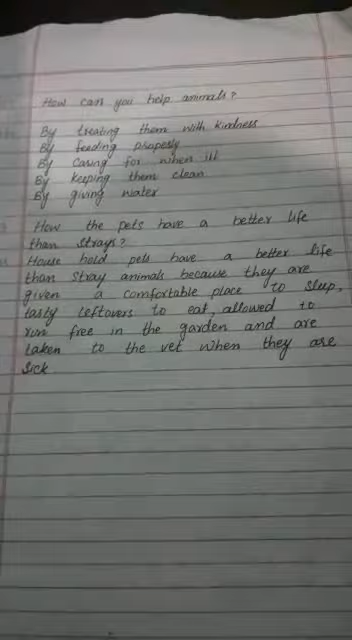 How can you help animals?
By treating them with kindness
By feeding properly
By caring for when ill
By keeping them clean
By giving water
How the pets have a better life
than strays?
House hold pets have a better life
than stray animals because they are
given a comfortable place to sleep,
tasty leftovers to eat, allowed to
run free in the garden and are
taken to the vet when they are
sick